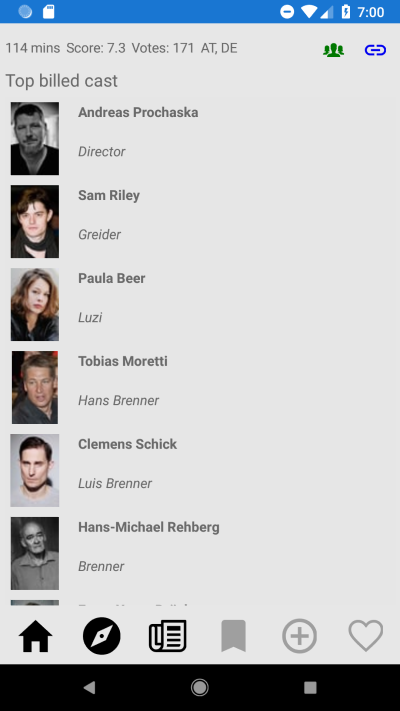 7:00
114 mins Score: 7.3 Votes: 171 AT, DE
Top billed cast
Andreas Prochaska
Director
Sam Riley
Greider
Paula Beer
Luzi
Tobias Moretti
Hans Brenner
Clemens Schick
Luis Brenner
Hans-Michael Rehberg
Brenner